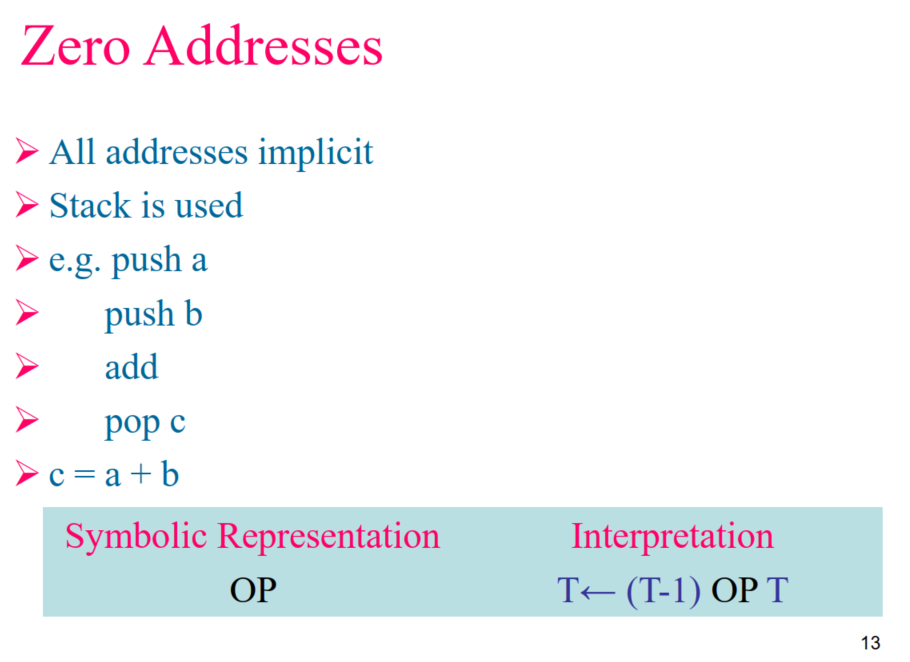 Zero Addresses
➢ All addresses implicit
➢ Stack is used
➢ e.g. push a
➢ push b
➢ add
➢ pop c
➢ c = a + b
Symbolic Representation Interpretation
OP T← (T-1) OP T
13